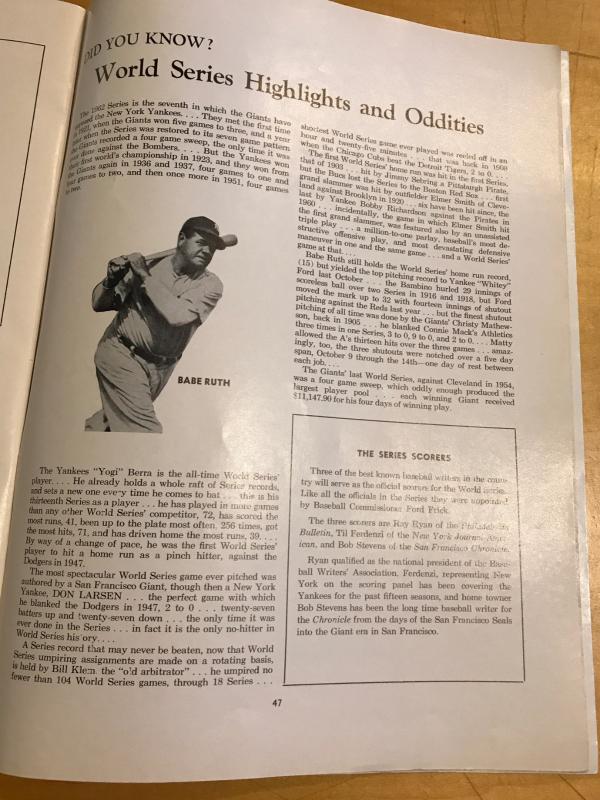 DID YOU KNOW?
World Series Highlights and Oddities
The 1962 Series is the seventh in which the Giants have
opposed the New York Yankees. . . . They met the first time
in 1921, when the Giants won five games to three, and a year
later when the Series was restored to its seven game pattern
the Giants recorded a four game sweep, the only time it was
ever done against the Bombers. . . . But the Yankees won
their first world's championship in 1923, and they won from
the Giants again in 1936 and 1937, four games to one and
four games to two, and then once more in 1951, four games
to two.
BABE RUTH
The Yankees "Yogi" Berra is the all-time World Series'
player. . . . He already holds a whole raft of Series records,
and sets a new one every time he comes to bat . . . this is his
thirteenth Series as a player . . . he has played in more games
than any other World Series' competitor, 72, has scored the
most runs, 41, been up to the plate most often, 256 times, got
the most hits, 71, and has driven home the most runs, 39. . . .
By way of a change of pace, he was the first World Series'
player to hit a home run as a pinch hitter, against the
Dodgers in 1947.
The most spectacular World Series game ever pitched was
authored by a San Francisco Giant, though then a New York
Yankee, DON LARSEN . . . the perfect game with which
he blanked the Dodgers in 1947, 2 to 0 . . . twenty-seven
batters up and twenty-seven down . . . the only time it was
ever done in the Series . . . in fact it is the only no-hitter in
World Series history. . . .
A Series record that may never be beaten, now that World
Series umpiring assignments are made on a rotating basis,
is held by Bill Klem, the "old arbitrator" . . . he umpired no
fewer than 104 World Series games, through 18 Series . . .
shortest World Series game ever played was reeled off in an
hour and twenty-five minutes . . . that was back in 1908
when the Chicago Cubs beat the Detroit Tigers, 2 to 0. . . .
The first World Series' home run was hit in the first Series,
that of 1903 . . . hit by Jimmy Sebring a Pittsburgh Pirate,
but the Bucs lost the Series to the Boston Red Sox . . . first
grand slammer was hit by outfielder Elmer Smith of Cleve-
land against Brooklyn in 1920 . . . six have been hit since, the
last by Yankee Bobby Richardson against the Pirates in
1960 . . . incidentally, the game in which Elmer Smith hit
the first grand slammer, was featured also by an unassisted
triple play . . . a million-to-one parlay, baseball's most de-
structive offensive play, and most devastating defensive
maneuver in one and the same game . . . and a World Series'
game at that. . . .
Babe Ruth still holds the World Series' home run record,
(15) but yielded the top pitching record to Yankee "Whitey"
Ford last October . . . the Bambino hurled 29 innings of
scoreless ball over two Series in 1916 and 1918, but Ford
moved the mark up to 32 with fourteen innings of shutout
pitching against the Reds last year . . . but the finest shutout
pitching of all time was done by the Giants' Christy Mathew-
son, back in 1905 . . . he blanked Connie Mack's Athletics
three times in one Series, 3 to 0, 9 to 0, and 2 to 0. . . . Matty
allowed the A's thirteen hits over the three games . . . amaz-
ingly, too, the three shutouts were notched over a five day
span, October 9 through the 14th—one day of rest between
each job. . . .
The Giants' last World Series, against Cleveland in 1954,
was a four game sweep, which oddly enough produced the
largest player pool . . . each winning Giant received
$11,147.90 for his four days of winning play.
THE SERIES SCORERS
Three of the best known baseball writers in the coun-
try will serve as the official scorers for the World Series.
Like all the officials in the Series they were appointed
by Baseball Commissioner Ford Frick.
The three scorers are Ray Ryan of the Philadelphia
Bulletin, Til Ferdenzi of the New York Journal Amer-
ican, and Bob Stevens of the San Francisco Chronicle.
Ryan qualified as the national president of the Base-
ball Writers' Association. Ferdenzi, representing New
York on the scoring panel has been covering the
Yankees for the past fifteen seasons, and home towner
Bob Stevens has been the long time baseball writer for
the Chronicle from the days of the San Francisco Seals
into the Giant era in San Francisco.
47